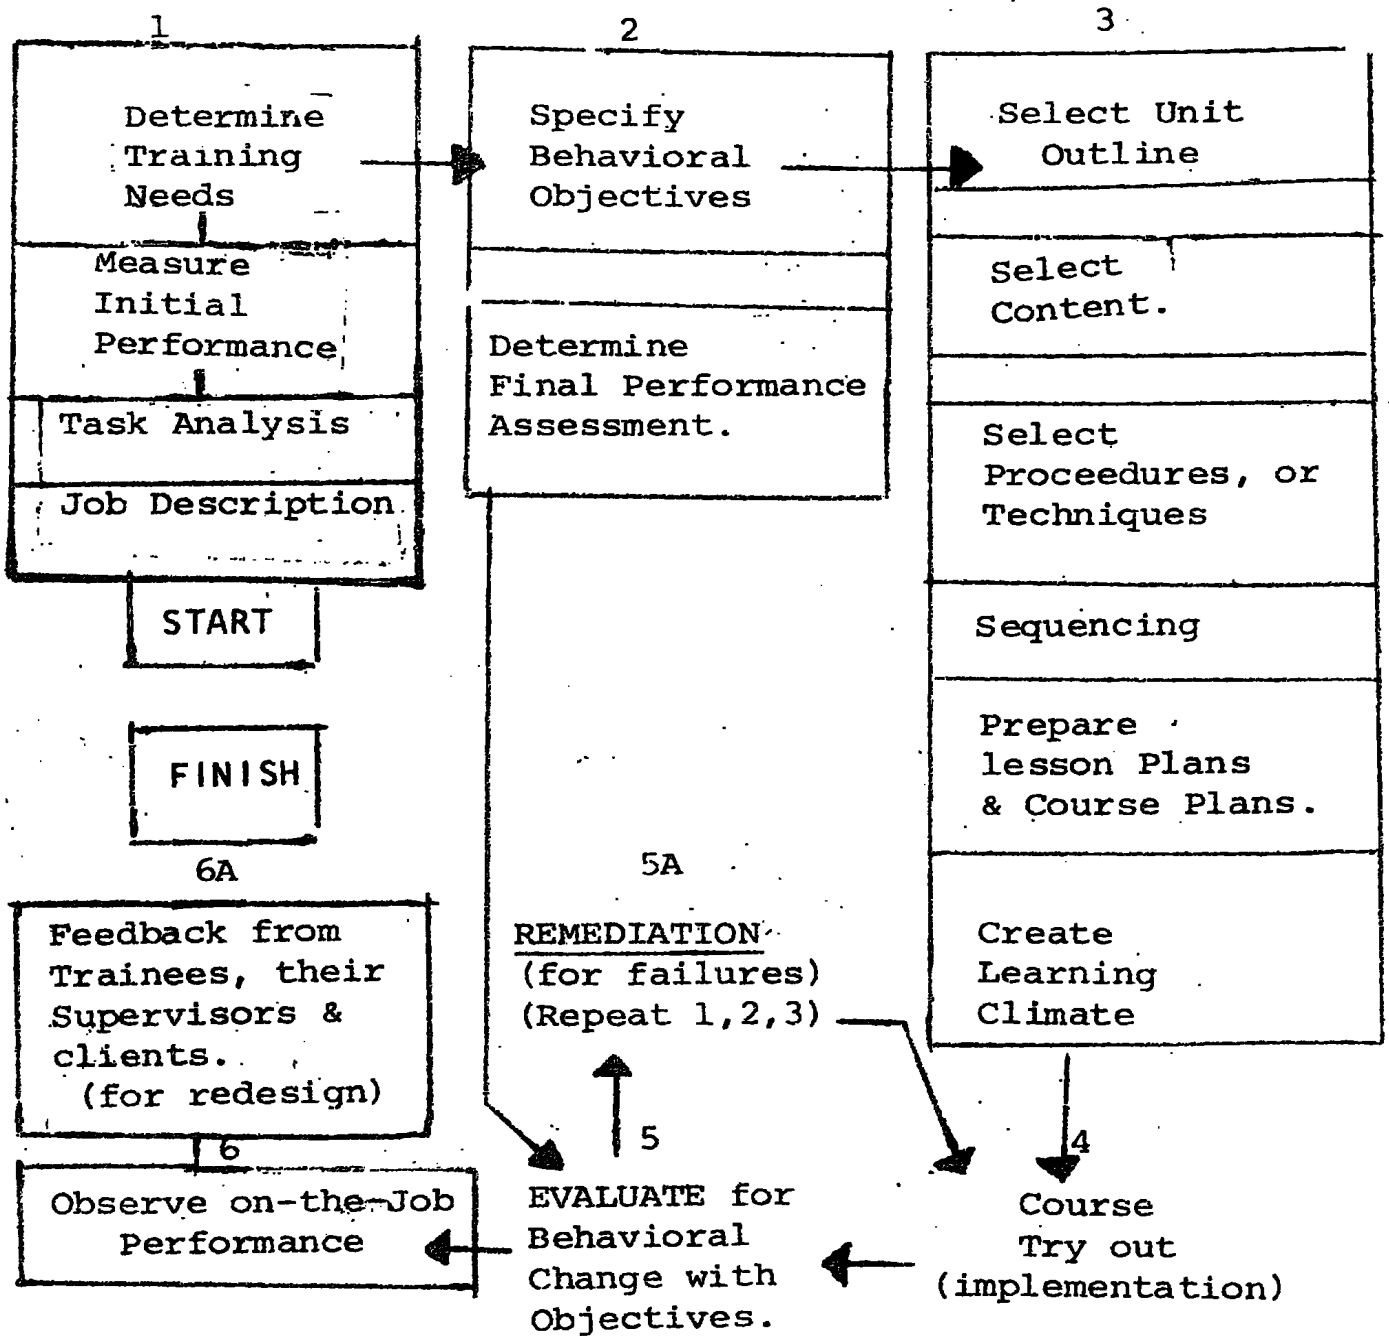 1
Determine
Training
Needs
Measure
Initial
Performance
Task Analysis
Job Description
START
2
Specify
Behavioral
Objectives
Determine
Final Performance
Assessment.
3
Select Unit
Outline
Select
Content.
Select
Proceedures, or
Techniques
Sequencing
Prepare
lesson Plans
& Course Plans.
Create
Learning
Climate
4
Course
Try out
(implementation)
5
EVALUATE for
Behavioral
Change with
Objectives.
5A
REMEDIATION
(for failures)
(Repeat 1,2,3)
6
Observe on-the-Job
Performance
6A
Feedback from
Trainees, their
Supervisors &
clients.
(for redesign)
FINISH